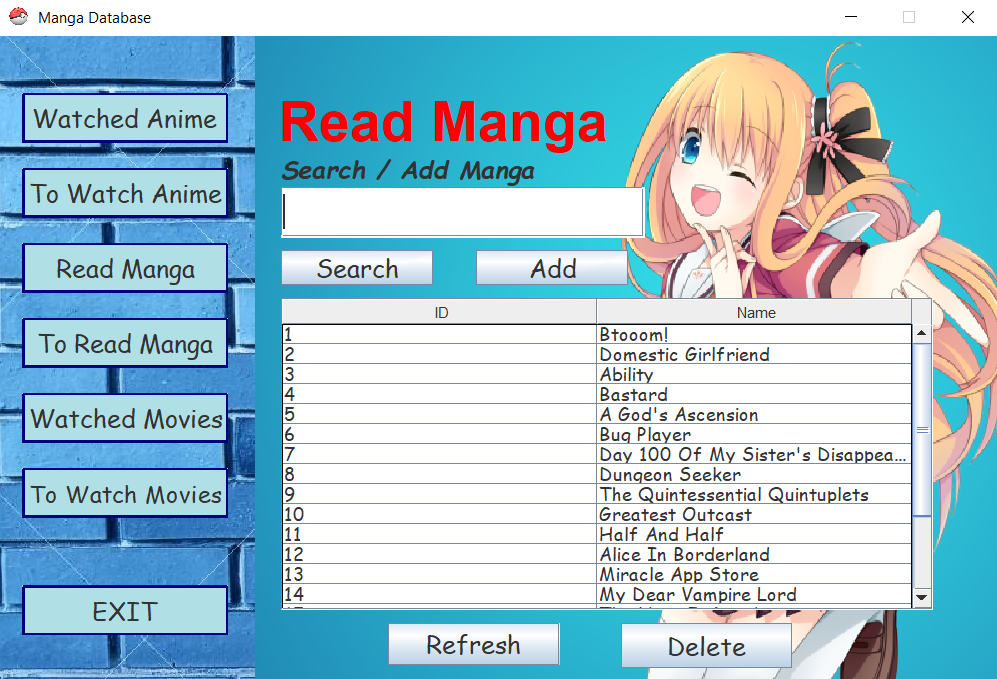 Manga Database
Watched Anime
To Watch Anime
Read Manga
To Read Manga
Watched Movies
To Watch Movies
EXIT
Read Manga
Search / Add Manga
Search Add
ID Name
1 Btooom!
2 Domestic Girlfriend
3 Ability
4 Bastard
5 A God's Ascension
6 Bug Player
7 Day 100 Of My Sister's Disappea...
8 Dungeon Seeker
9 The Quintessential Quintuplets
10 Greatest Outcast
11 Half And Half
12 Alice In Borderland
13 Miracle App Store
14 My Dear Vampire Lord
Refresh Delete